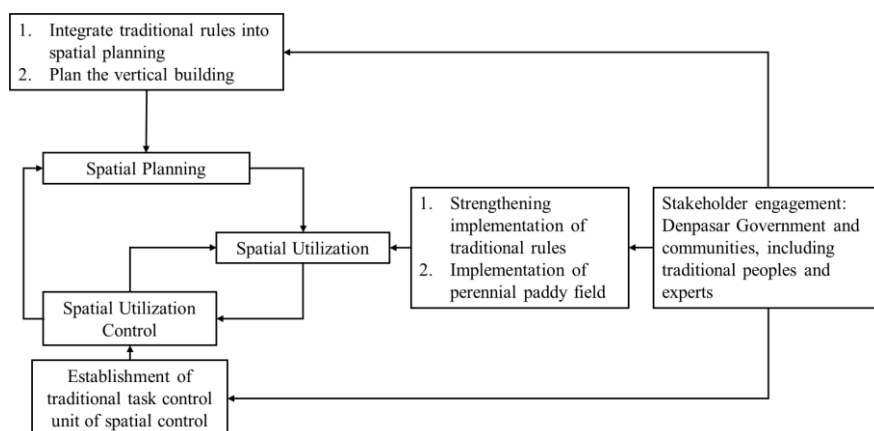 1. Integrate traditional rules into
spatial planning
2. Plan the vertical building
Spatial Planning
Spatial Utilization
Spatial Utilization
Control
Establishment of
traditional task control
unit of spatial control
1. Strengthening
implementation of
traditional rules
2. Implementation of
perennial paddy field
Stakeholder engagement:
Denpasar Government and
communities, including
traditional peoples and
experts